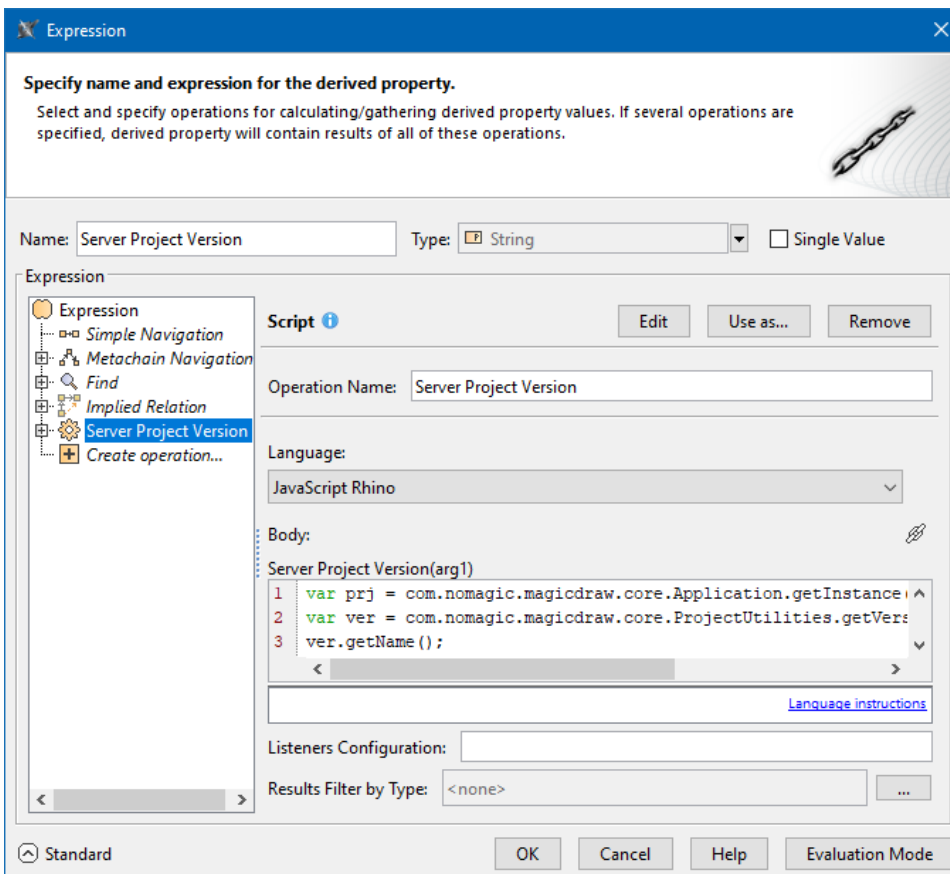 Expression
Specify name and expression for the derived property.
Select and specify operations for calculating/gathering derived property values. If several operations are
specified, derived property will contain results of all of these operations.
Name: Server Project Version Type: String Single Value
Expression
Expression
Simple Navigation
Metachain Navigation
Find
Implied Relation
Server Project Version
Create operation...
Script Edit Use as... Remove
Operation Name: Server Project Version
Language:
JavaScript Rhino
Body:
Server Project Version(arg1)
1 var prj = com.nomagic.magicdraw.core.Application.getInstance(
2 var ver = com.nomagic.magicdraw.core.ProjectUtilities.getVers
3 ver.getName();
Language instructions
Listeners Configuration:
Results Filter by Type: <none> ...
Standard OK Cancel Help Evaluation Mode